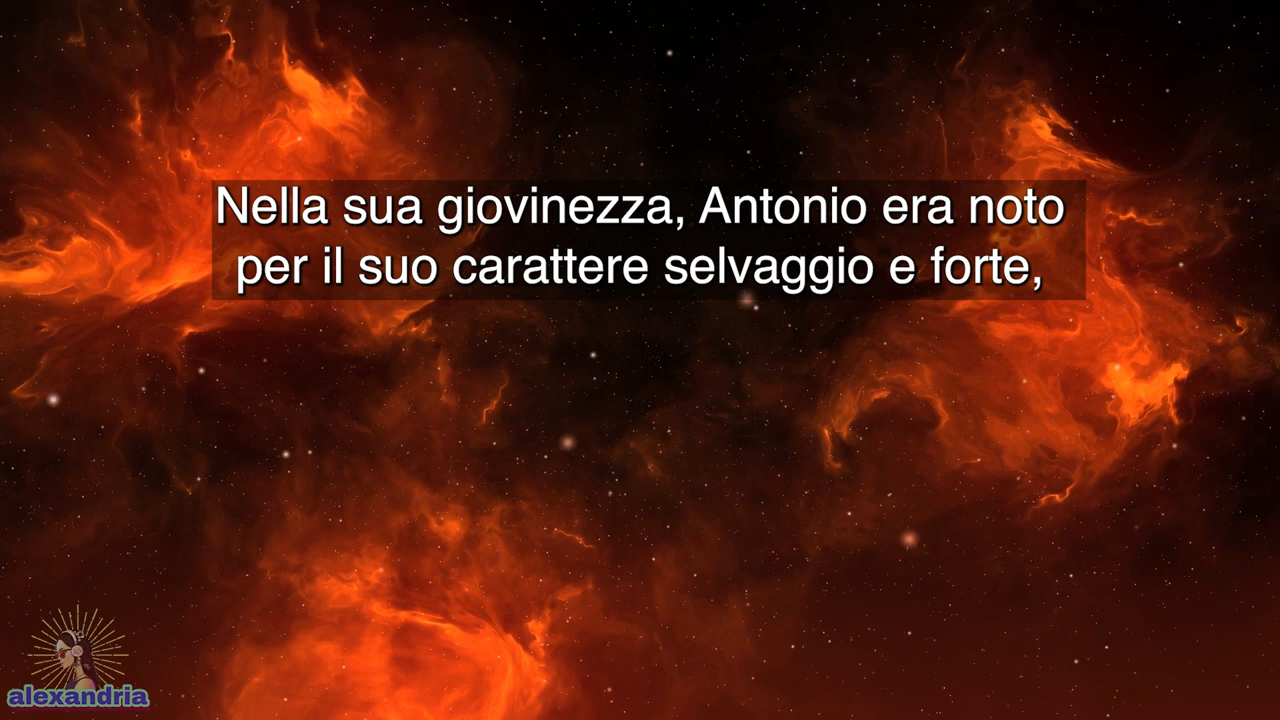 Nella sua giovinezza, Antonio era noto
per il suo carattere selvaggio e forte,
alexandria